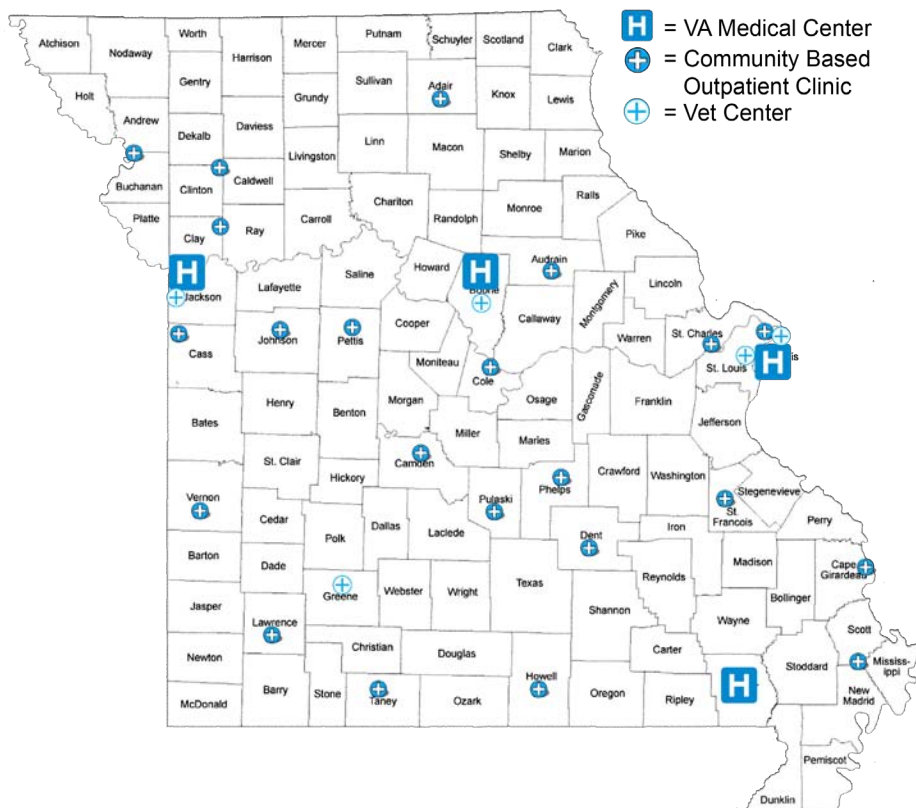 = VA Medical Center
= Community Based
Outpatient Clinic
= Vet Center
H
Atchison
Nodaway
Worth
Harrison
Mercer
Putnam
Schuyler
Scotland
Clark
Gentry
Sullivan
Adair
Holt
Grundy
Knox
Lewis
Andrew
Dekalb
Daviess
Linn
Macon
Livingston
Shelby
Marion
Buchanan
Clinton
Caldwell
Chariton
Ralls
Platte
Carroll
Randolph
Monroe
Clay
Ray
Pike
H
Saline
Howard
H
Audrain
Jackson
Lafayette
Boone
Montgomery
Lincoln
Cooper
Callaway
Cass
Johnson
Pettis
Warren
St. Charles
H
Moniteau
Cole
St. Louis
Henry
Morgan
Osage
Gasconade
Franklin
Bates
Benton
Miller
Maries
Jefferson
St. Clair
Camden
Hickory
Crawford
Washington
Vernon
Pulaski
Phelps
Stegenevieve
St.
Francois
Cedar
Polk
Dallas
Laclede
Dent
Iron
Perry
Barton
Dade
Madison
Cape
Girardeau
Texas
Reynolds
Jasper
Greene
Webster
Wright
Bollinger
Lawrence
Shannon
Wayne
Christian
Scott
Newton
Douglas
Carter
Stoddard
Mississ-
ippi
McDonald
Barry
Stone
Taney
Ozark
Howell
Oregon
Ripley
H
New
Madrid
Pemiscot
Dunklin